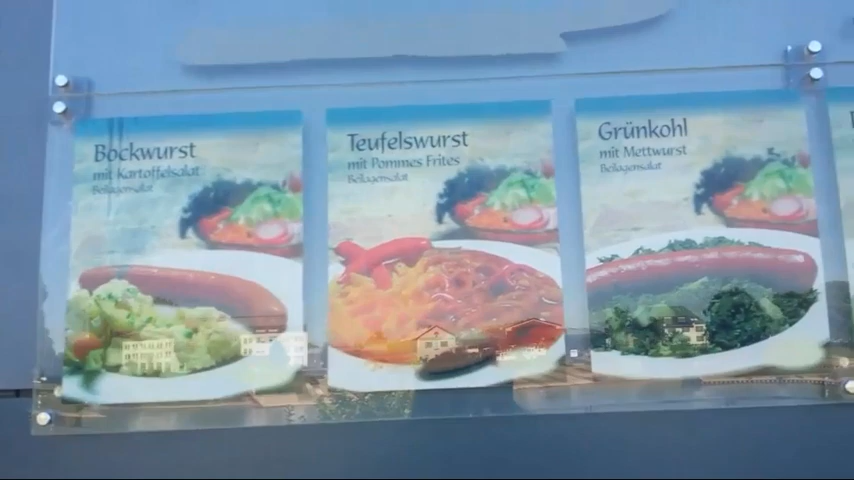 Bockwurst
mit Kartoffelsalat
Beilagensalat
Teufelswurst
mit Pommes Frites
Beilagensalat
Grünkohl
mit Mettwurst
Beilagensalat